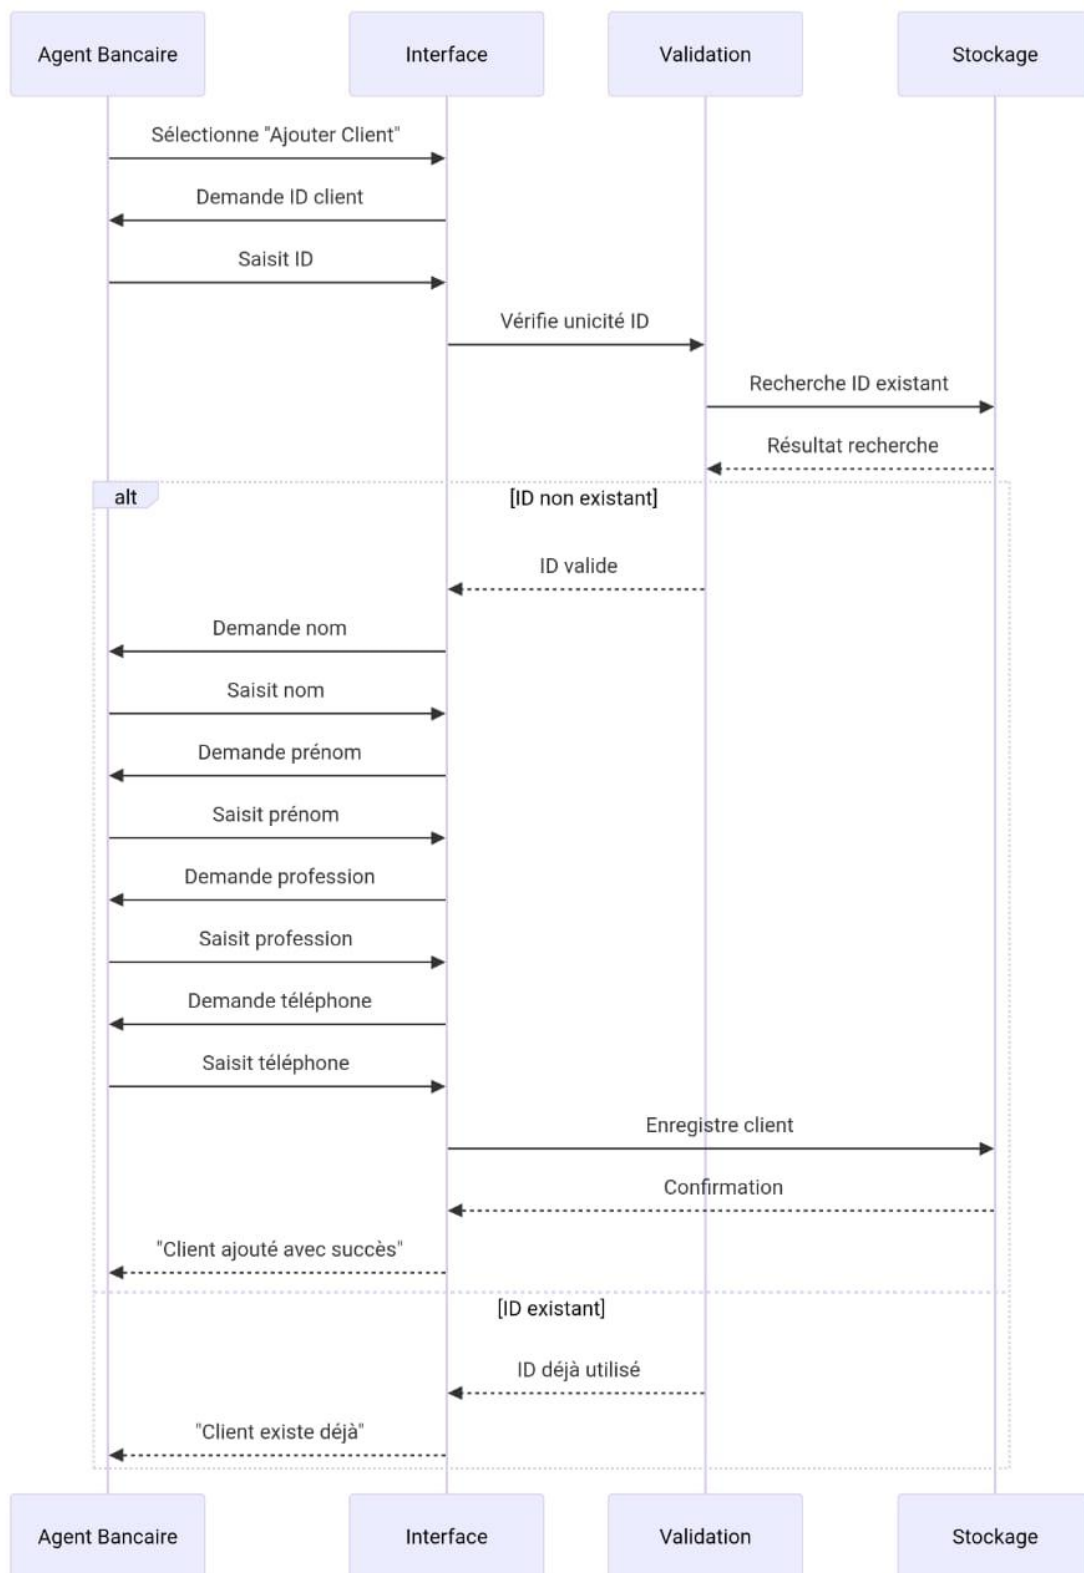 Agent Bancaire
Interface
Validation
Stockage
Sélectionne "Ajouter Client"
Demande ID client
Saisit ID
Vérifie unicité ID
Recherche ID existant
Résultat recherche
alt
[ID non existant]
ID valide
Demande nom
Saisit nom
Demande prénom
Saisit prénom
Demande profession
Saisit profession
Demande téléphone
Saisit téléphone
Enregistre client
Confirmation
"Client ajouté avec succès"
[ID existant]
ID déjà utilisé
"Client existe déjà"
Agent Bancaire
Interface
Validation
Stockage